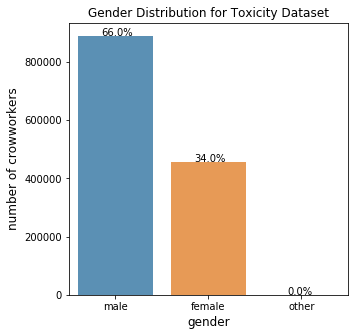 Gender Distribution for Toxicity Dataset
66.0%
800000
600000
34.0%
400000
200000
0.0%
0
male female other
gender
number of crowworkers